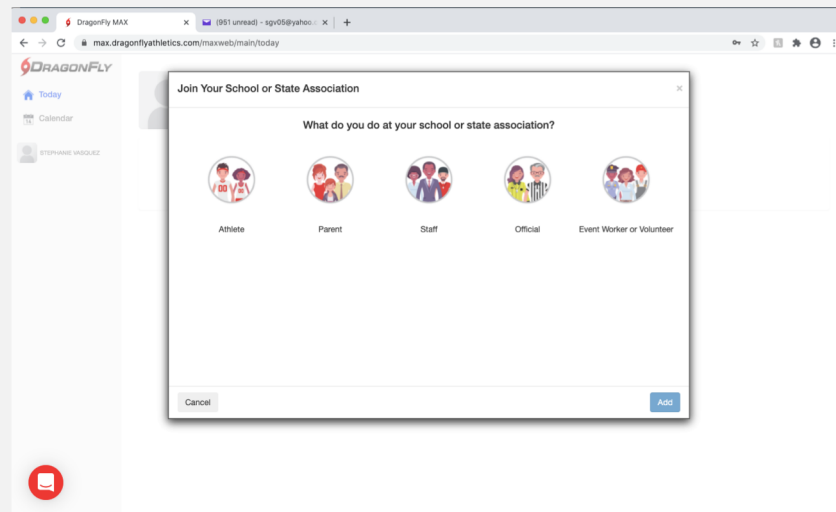 DragonFly MAX
(951 unread) - sgv05@yahoo.c
max.dragonflyathletics.com/maxweb/main/today
DRAGONFLY
Today
Calendar
STEPHANIE VASQUEZ
Join Your School or State Association
What do you do at your school or state association?
Athlete
Parent
Staff
Official
Event Worker or Volunteer
Cancel
Add